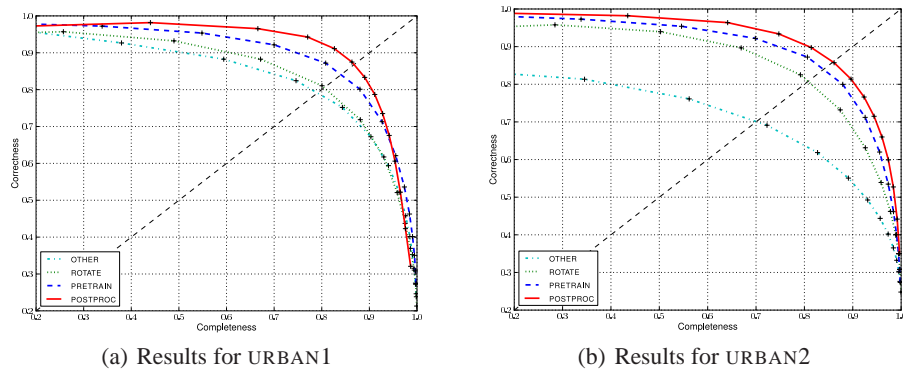 1.0
0.9
0.8
0.7
0.6
0.5
0.4
0.3
0.2
Correctness
OTHER
ROTATE
PRETRAIN
POSTPROC
0.2 0.3 0.4 0.5 0.6 0.7 0.8 0.9 1.0
Completeness
(a) Results for URBAN1
1.0
0.9
0.8
0.7
0.6
0.5
0.4
0.3
0.2
Correctness
OTHER
ROTATE
PRETRAIN
POSTPROC
0.2 0.3 0.4 0.5 0.6 0.7 0.8 0.9 1.0
Completeness
(b) Results for URBAN2